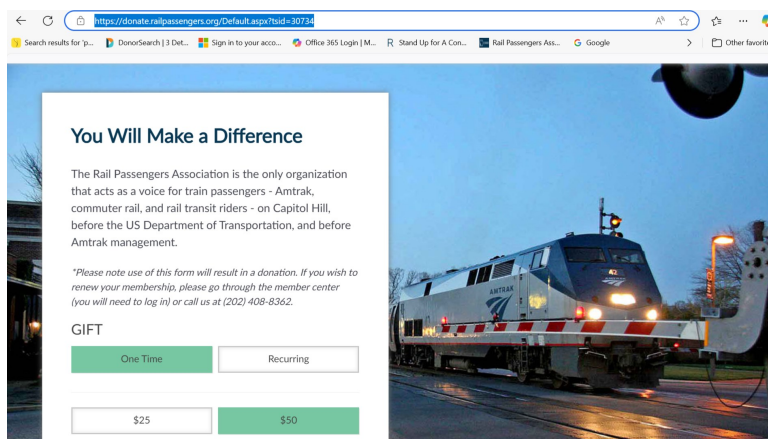 https://donate.railpassengers.org/Default.aspx?tsid=30734
Search results for 'p...
DonorSearch | 3 Det...
Sign in to your acco...
Office 365 Login | M...
R Stand Up for A Con...
Rail Passengers Ass...
Google
Other favorite
You Will Make a Difference
The Rail Passengers Association is the only organization
that acts as a voice for train passengers - Amtrak,
commuter rail, and rail transit riders - on Capitol Hill,
before the US Department of Transportation, and before
Amtrak management.
*Please note use of this form will result in a donation. If you wish to
renew your membership, please go through the member center
(you will need to log in) or call us at (202) 408-8362.
GIFT
One Time
Recurring
$25
$50
42
AMTRAK